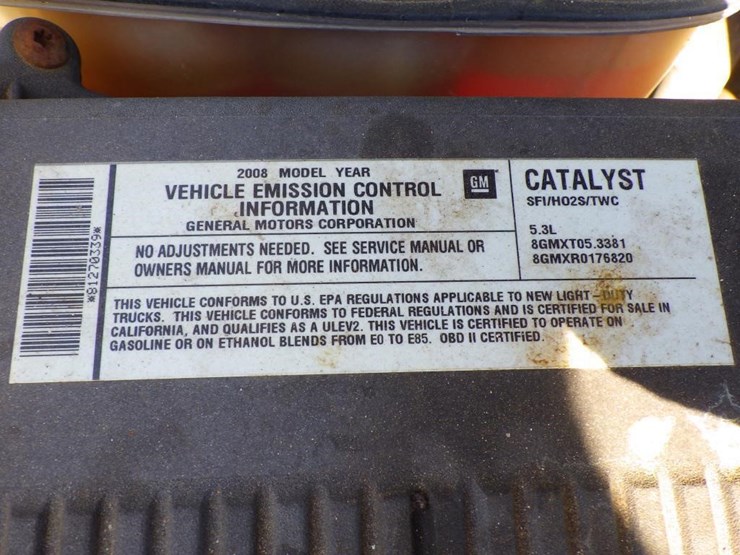 2008 MODEL YEAR
VEHICLE EMISSION CONTROL
INFORMATION
GENERAL MOTORS CORPORATION
GM
CATALYST
SFI/HO2S/TWC
5.3L
8GMXT05.3381
8GMXR0176820
NO ADJUSTMENTS NEEDED. SEE SERVICE MANUAL OR
OWNERS MANUAL FOR MORE INFORMATION.
THIS VEHICLE CONFORMS TO U.S. EPA REGULATIONS APPLICABLE TO NEW LIGHT-DUTY
TRUCKS. THIS VEHICLE CONFORMS TO FEDERAL REGULATIONS AND IS CERTIFIED FOR SALE IN
CALIFORNIA, AND QUALIFIES AS A ULEV2. THIS VEHICLE IS CERTIFIED TO OPERATE ON
GASOLINE OR ON ETHANOL BLENDS FROM E0 TO E85. OBD II CERTIFIED.
*81270339*